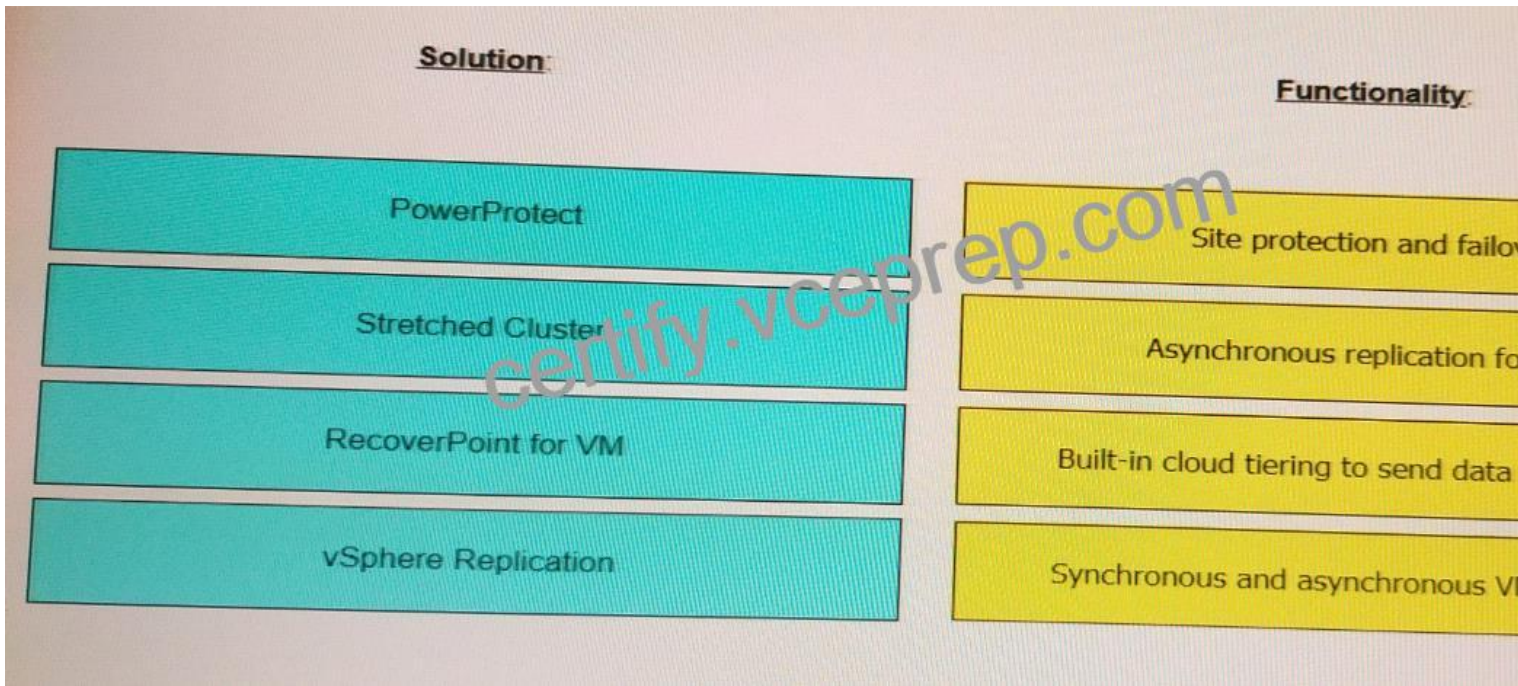 Solution:
Functionality:
PowerProtect
Site protection and failov
Stretched Cluster
Asynchronous replication fo
RecoverPoint for VM
Built-in cloud tiering to send data
vSphere Replication
Synchronous and asynchronous V
certify.vceprep.com